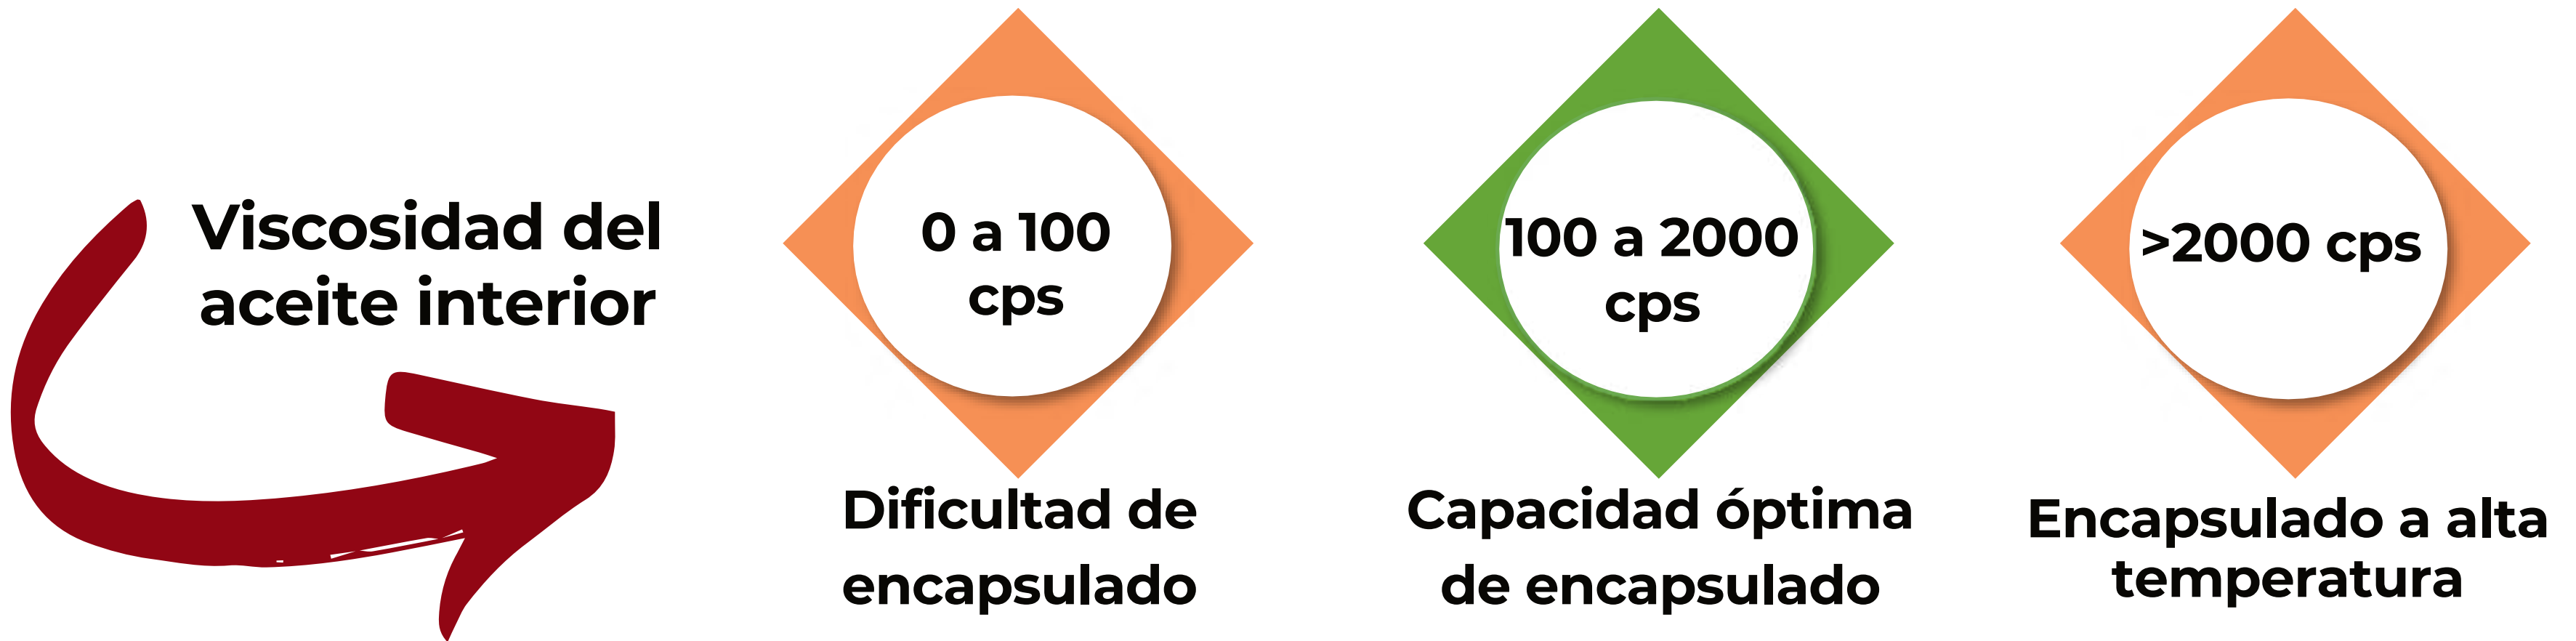 Viscosidad del
aceite interior
0 a 100
cps
Dificultad de
encapsulado
100 a 2000
cps
Capacidad óptima
de encapsulado
>2000 cps
Encapsulado a alta
temperatura